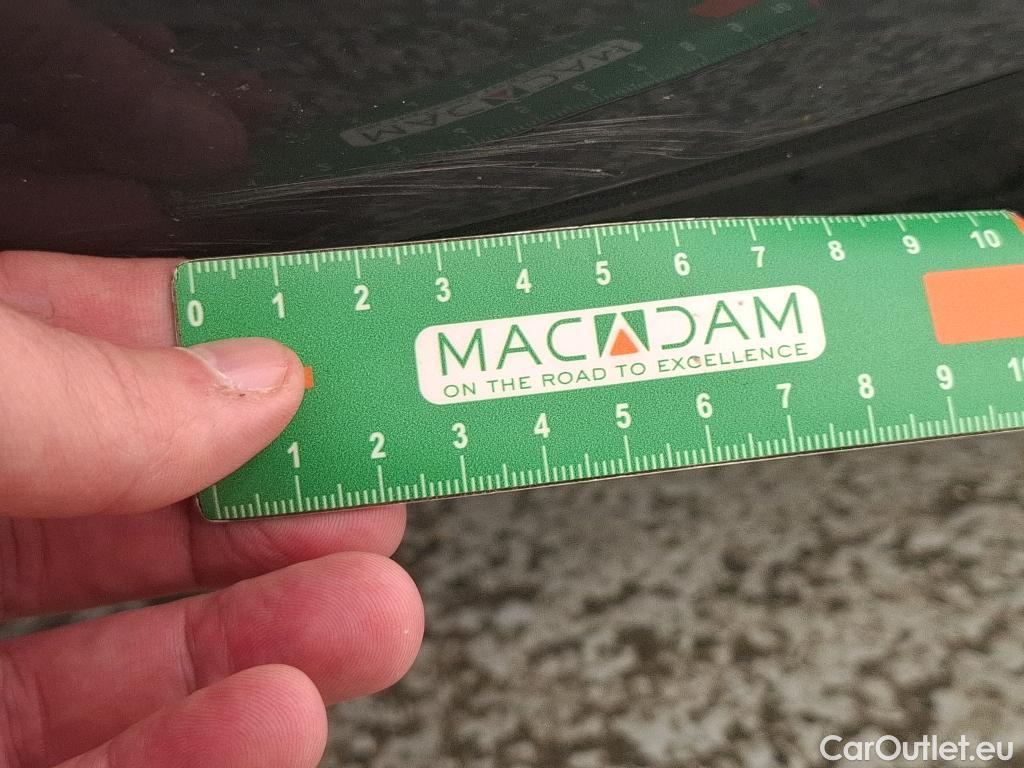 0 1 2 3 4 5 6 7 8 9 10
MACADAM
ON THE ROAD TO EXCELLENCE
1 2 3 4 5 6 7 8 9
CarOutlet.eu